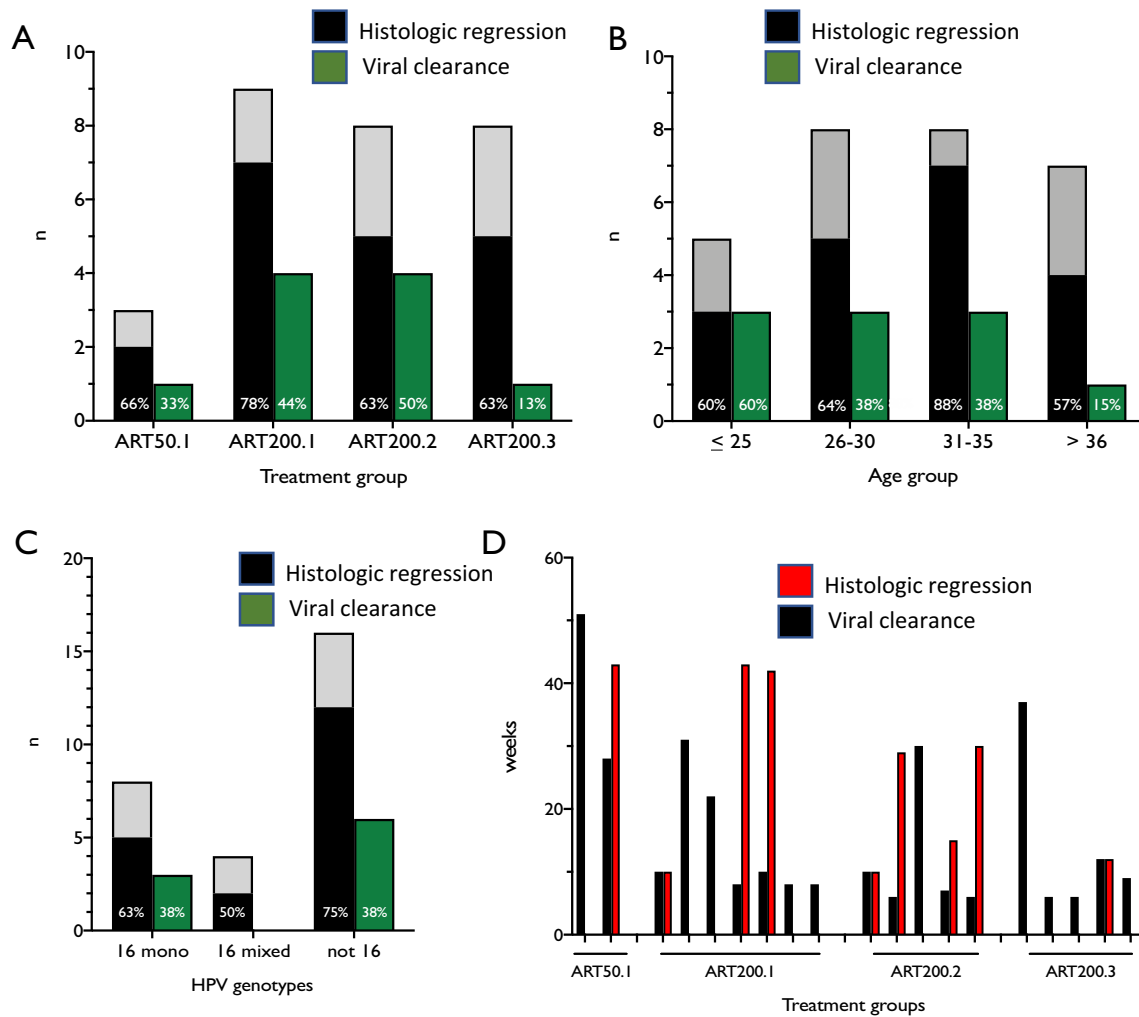 A
Histologic regression
Viral clearance
10
8
6
4
2
0
n
66% 33% 78% 44% 63% 50% 63% 13%
ART50.1 ART200.1 ART200.2 ART200.3
Treatment group
B
Histologic regression
Viral clearance
10
8
6
4
2
0
n
60% 60% 64% 38% 88% 38% 57% 15%
≤ 25 26-30 31-35 > 36
Age group
C
Histologic regression
Viral clearance
20
15
10
5
0
n
63% 38% 50% 75% 38%
16 mono 16 mixed not 16
HPV genotypes
D
Histologic regression
Viral clearance
60
40
20
0
weeks
ART50.1 ART200.1 ART200.2 ART200.3
Treatment groups